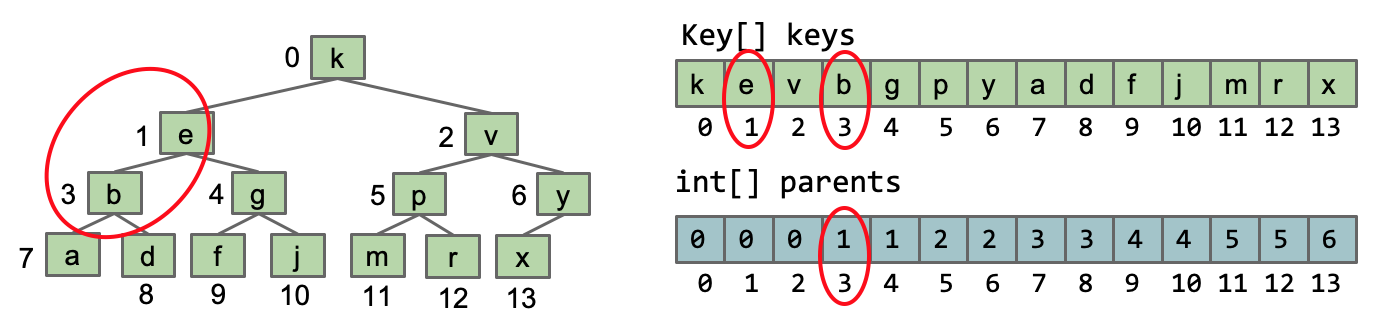 0 k
1 e 2 v
3 b 4 g 5 p 6 y
7 a d f j m r x
8 9 10 11 12 13
Key[] keys
k e v b g p y a d f j m r x
0 1 2 3 4 5 6 7 8 9 10 11 12 13
int[] parents
0 0 0 1 1 2 2 3 3 4 4 5 5 6
0 1 2 3 4 5 6 7 8 9 10 11 12 13